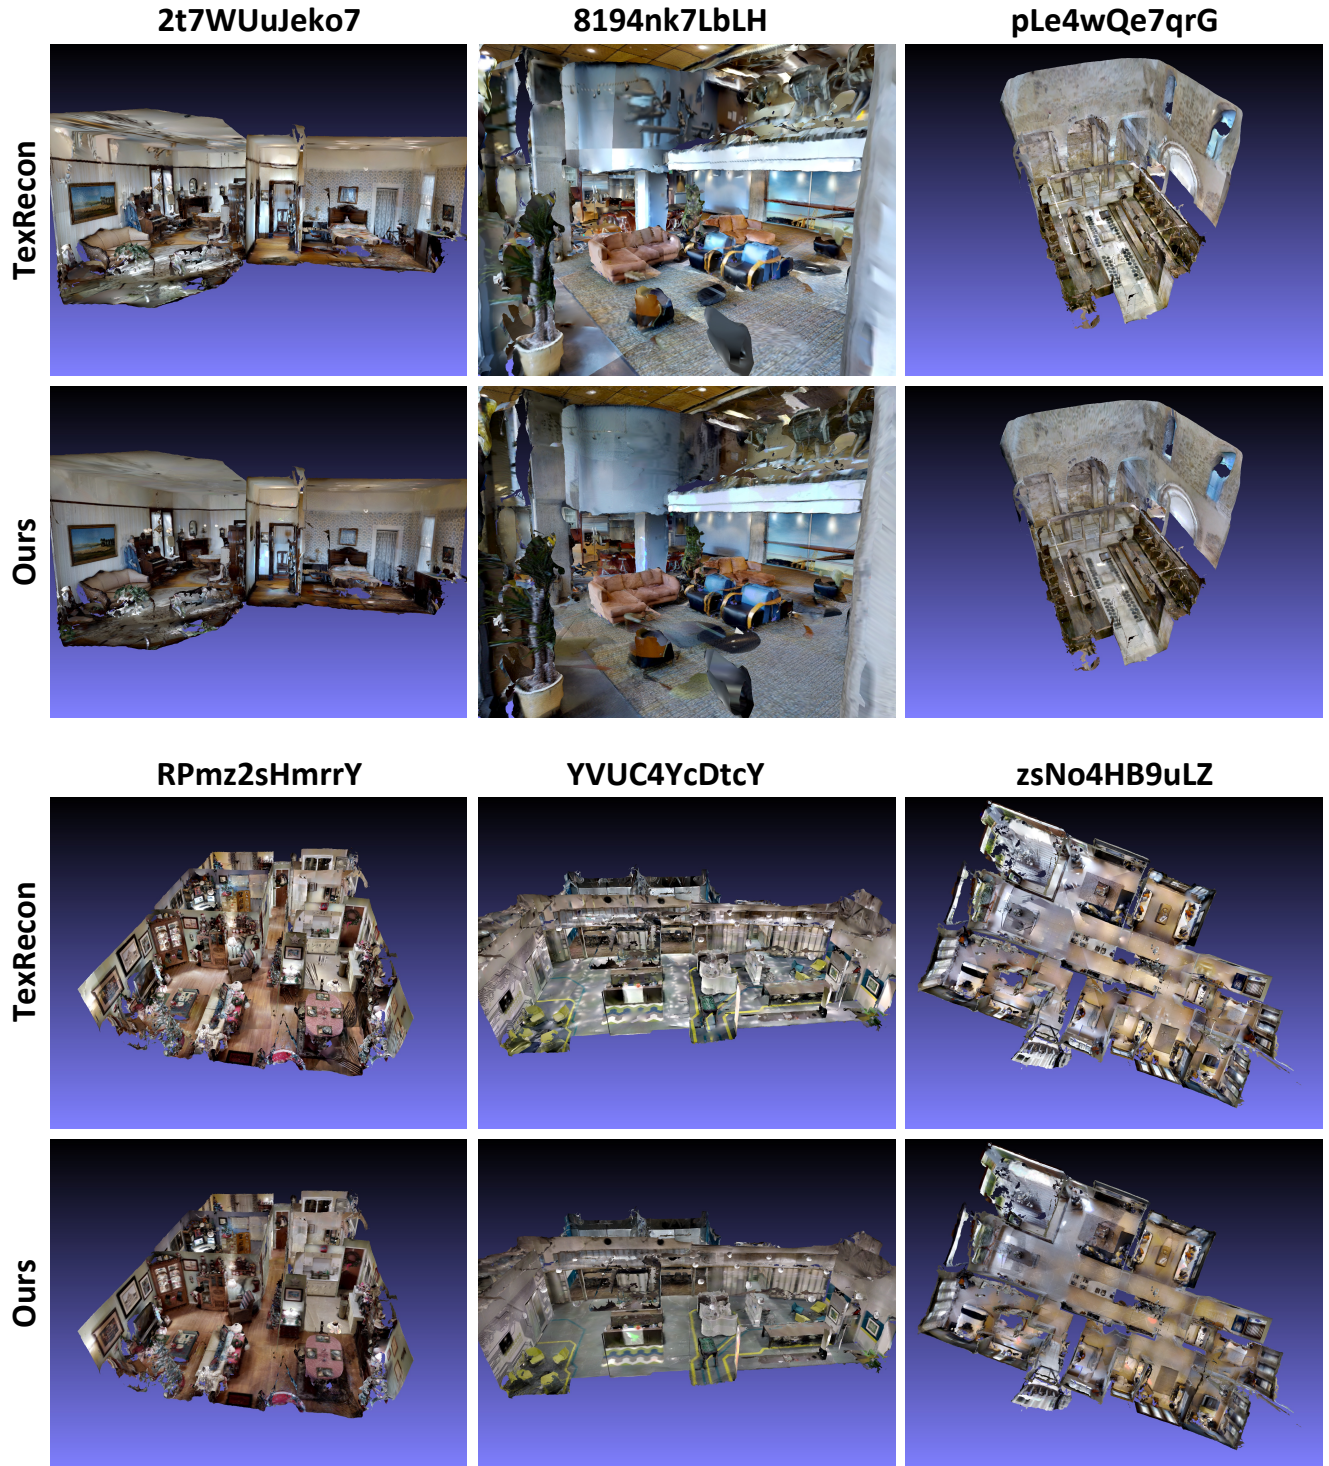 2t7WUuJeko7 8194nk7LbLH pLe4wQe7qrG
TexRecon
Ours
RPmz2sHmrrY YVUC4YcDtcY zsNo4HB9uLZ
TexRecon
Ours